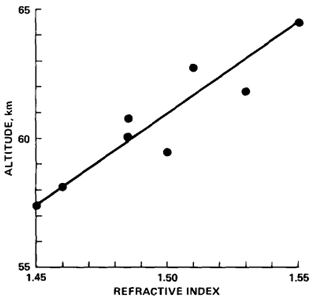 65
60
55
ALTITUDE, km
1.45 1.50 1.55
REFRACTIVE INDEX